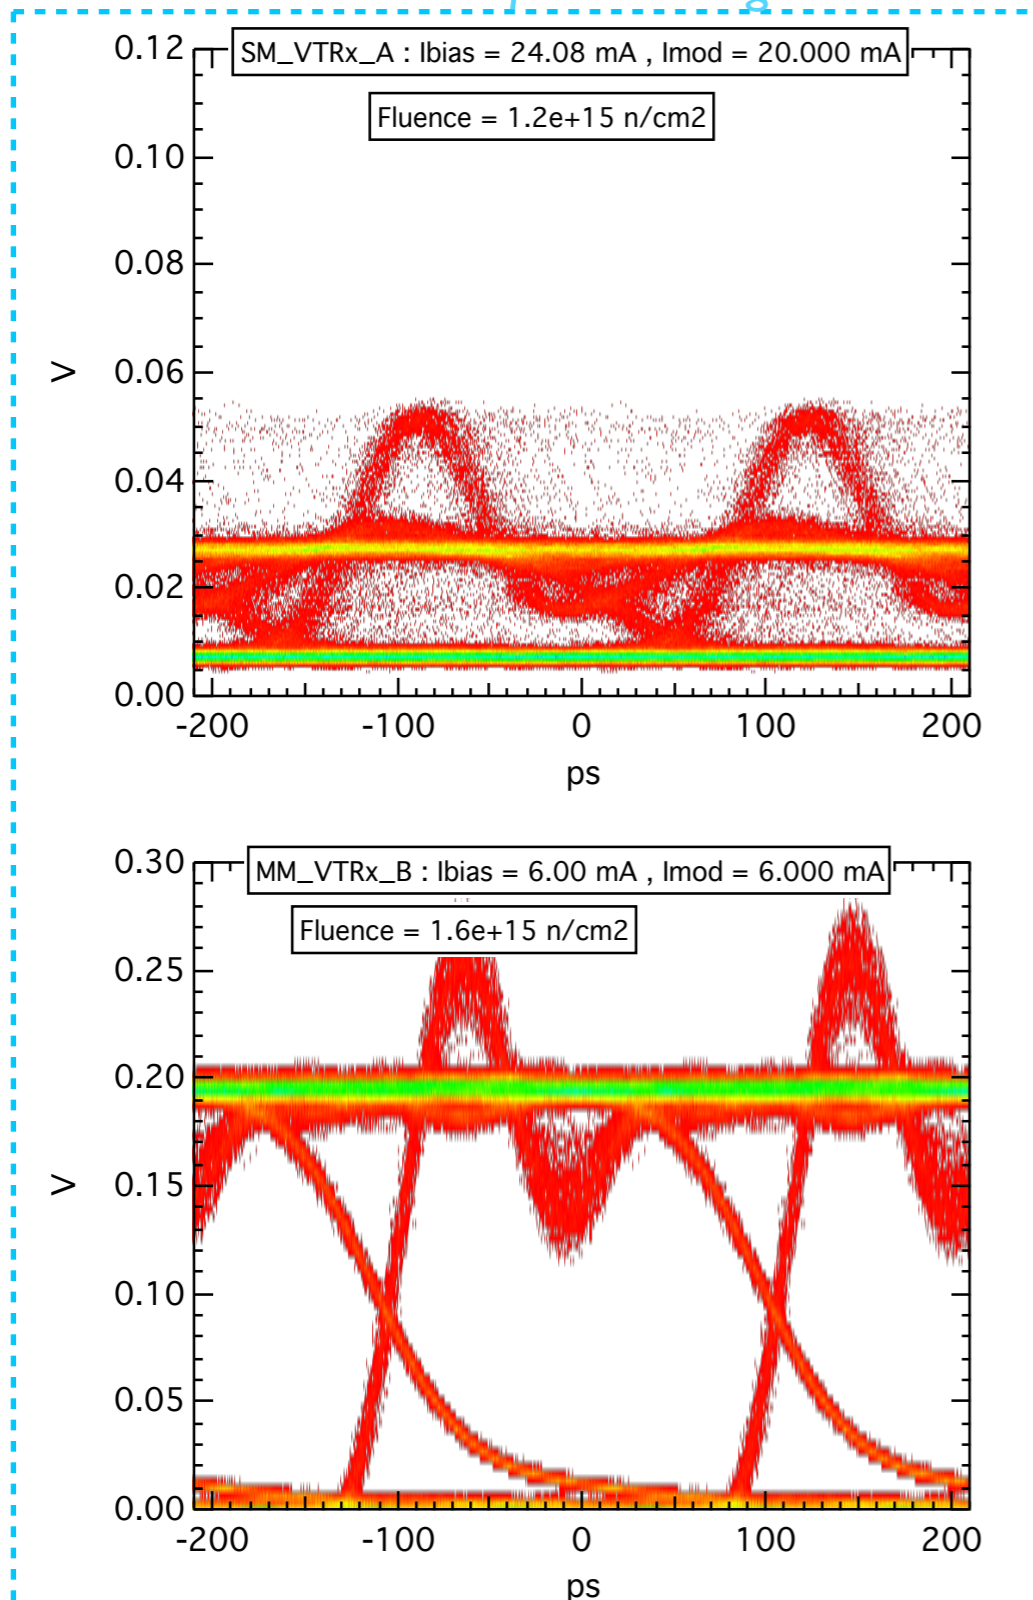 SM_VTRx_A : Ibias = 24.08 mA , Imod = 20.000 mA
Fluence = 1.2e+15 n/cm2
0.12
0.10
0.08
0.06
0.04
0.02
0.00
V
-200 -100 0 100 200
ps
MM_VTRx_B : Ibias = 6.00 mA , Imod = 6.000 mA
Fluence = 1.6e+15 n/cm2
0.30
0.25
0.20
0.15
0.10
0.05
0.00
V
-200 -100 0 100 200
ps